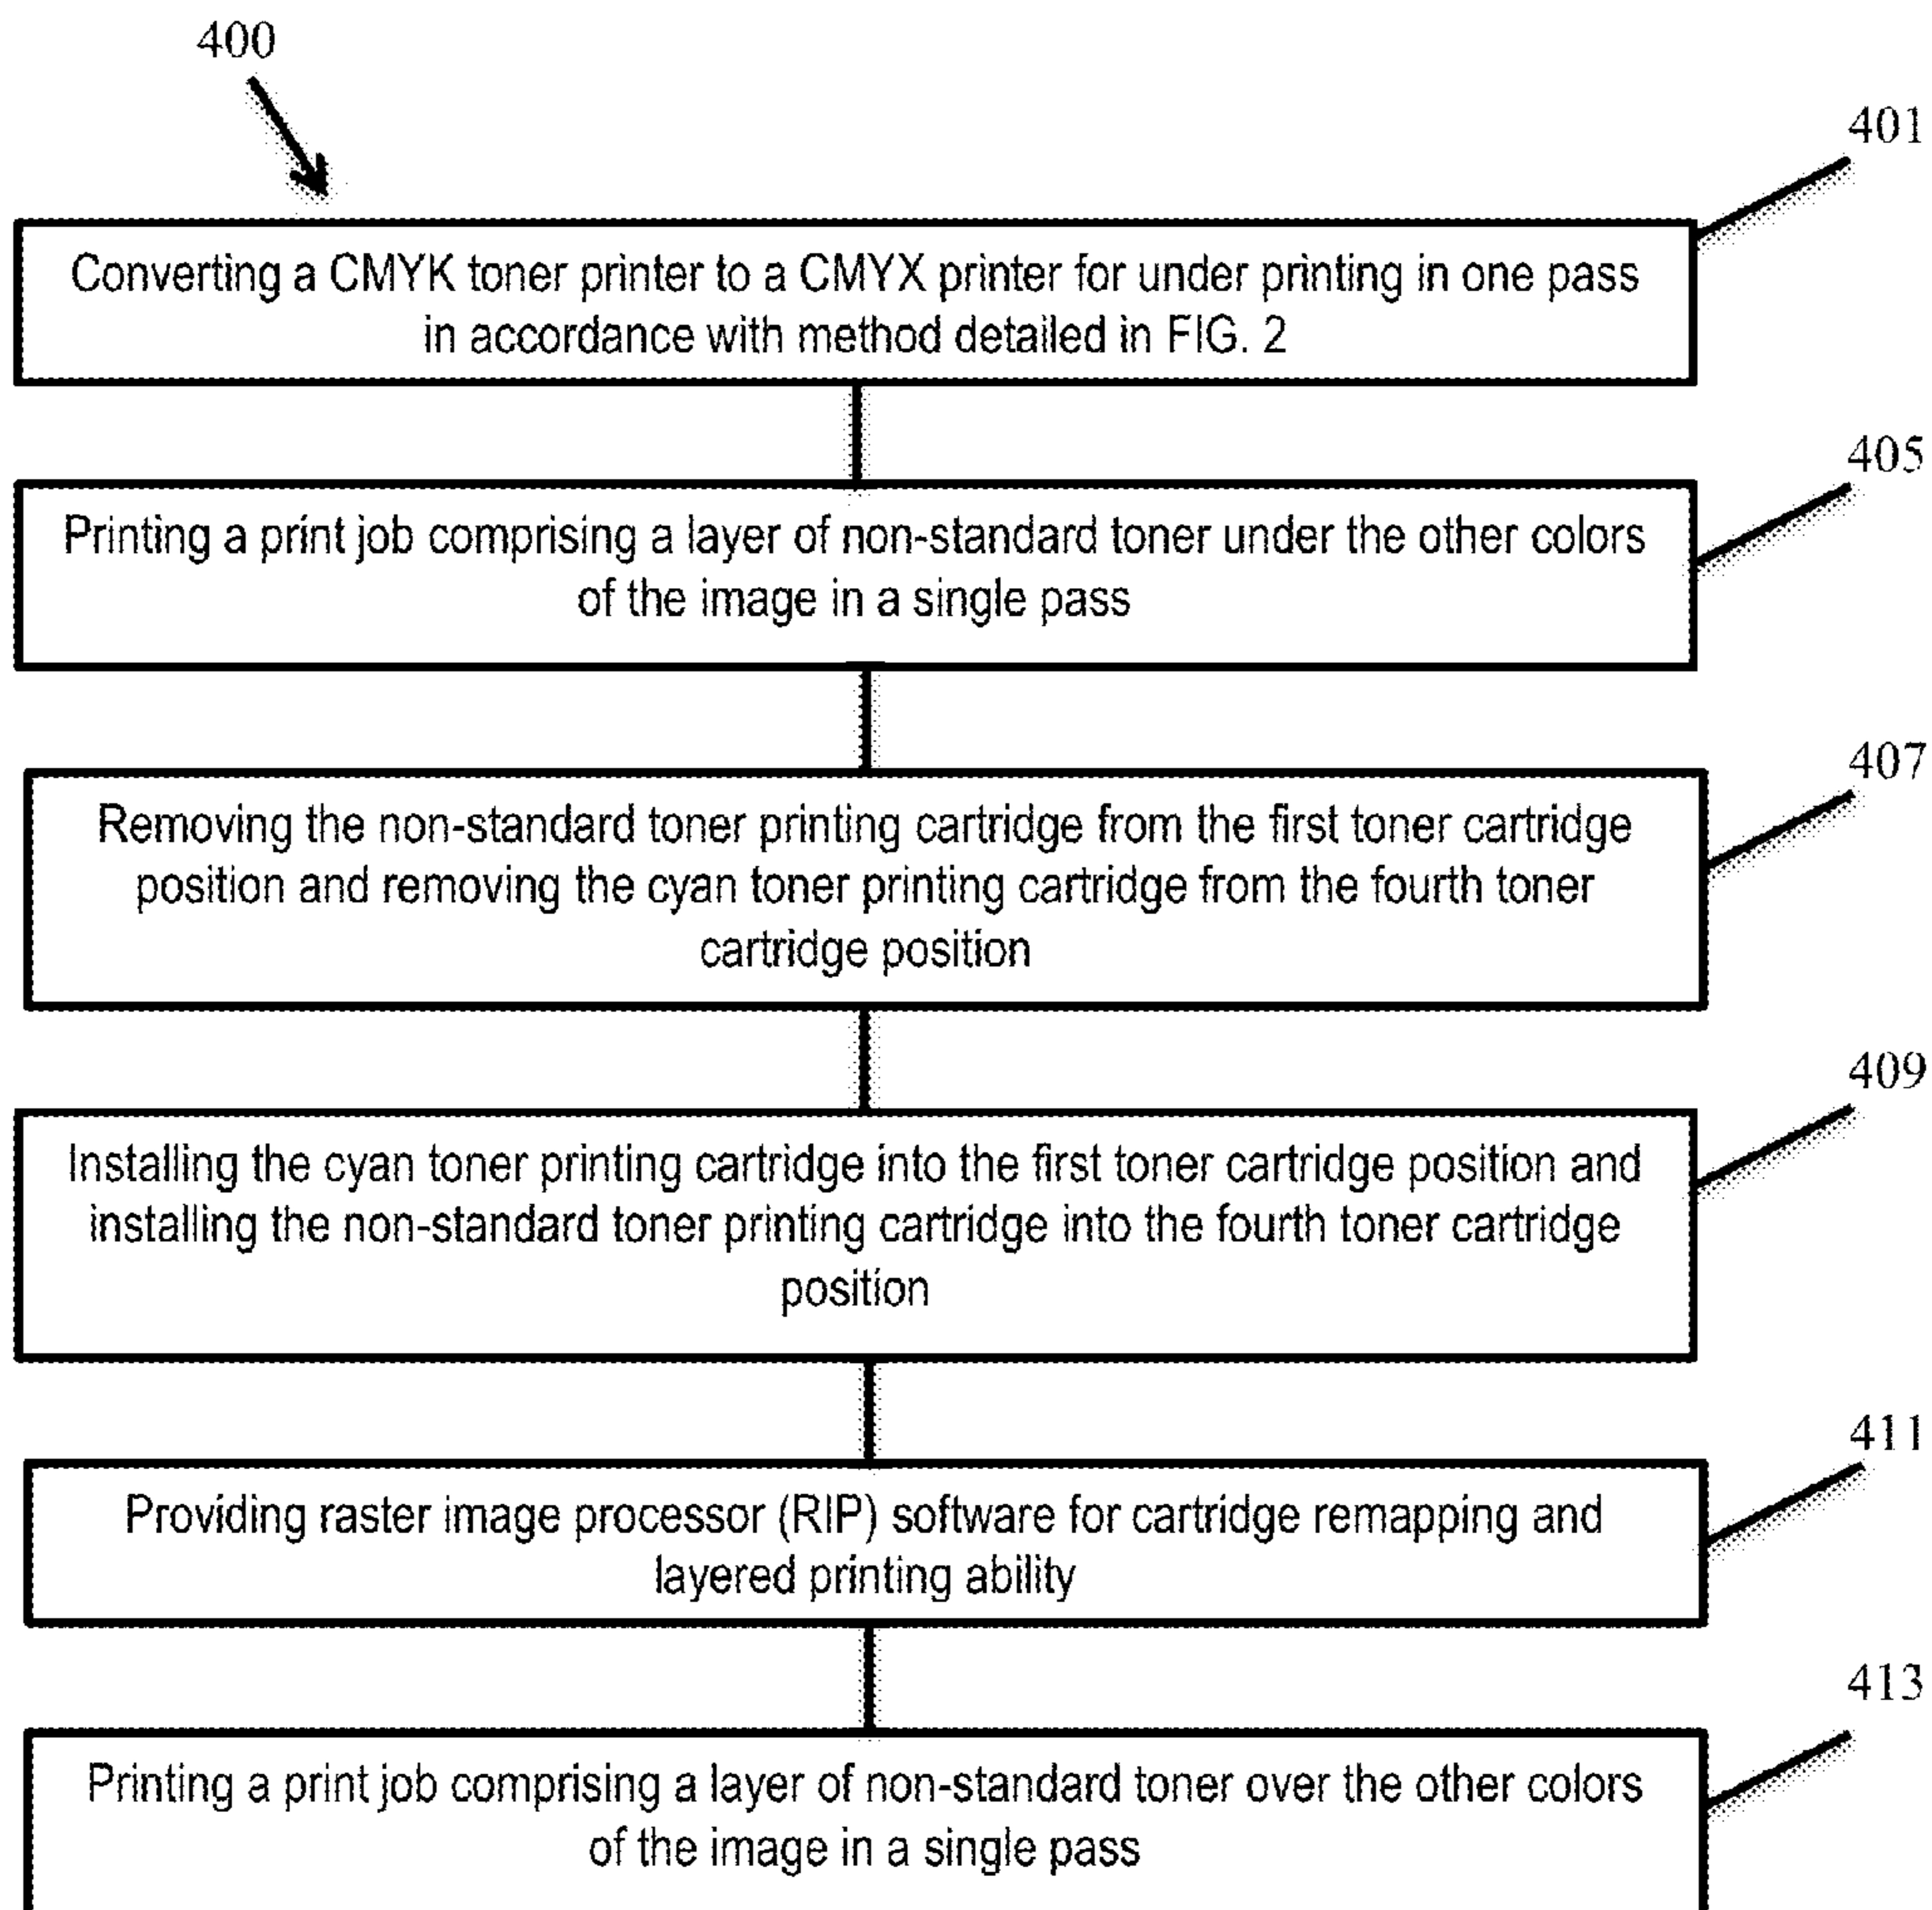 400
401
Converting a CMYK toner printer to a CMYX printer for under printing in one pass
in accordance with method detailed in FIG. 2
405
Printing a print job comprising a layer of non-standard toner under the other colors
of the image in a single pass
407
Removing the non-standard toner printing cartridge from the first toner cartridge
position and removing the cyan toner printing cartridge from the fourth toner
cartridge position
409
Installing the cyan toner printing cartridge into the first toner cartridge position and
installing the non-standard toner printing cartridge into the fourth toner cartridge
position
411
Providing raster image processor (RIP) software for cartridge remapping and
layered printing ability
413
Printing a print job comprising a layer of non-standard toner over the other colors
of the image in a single pass